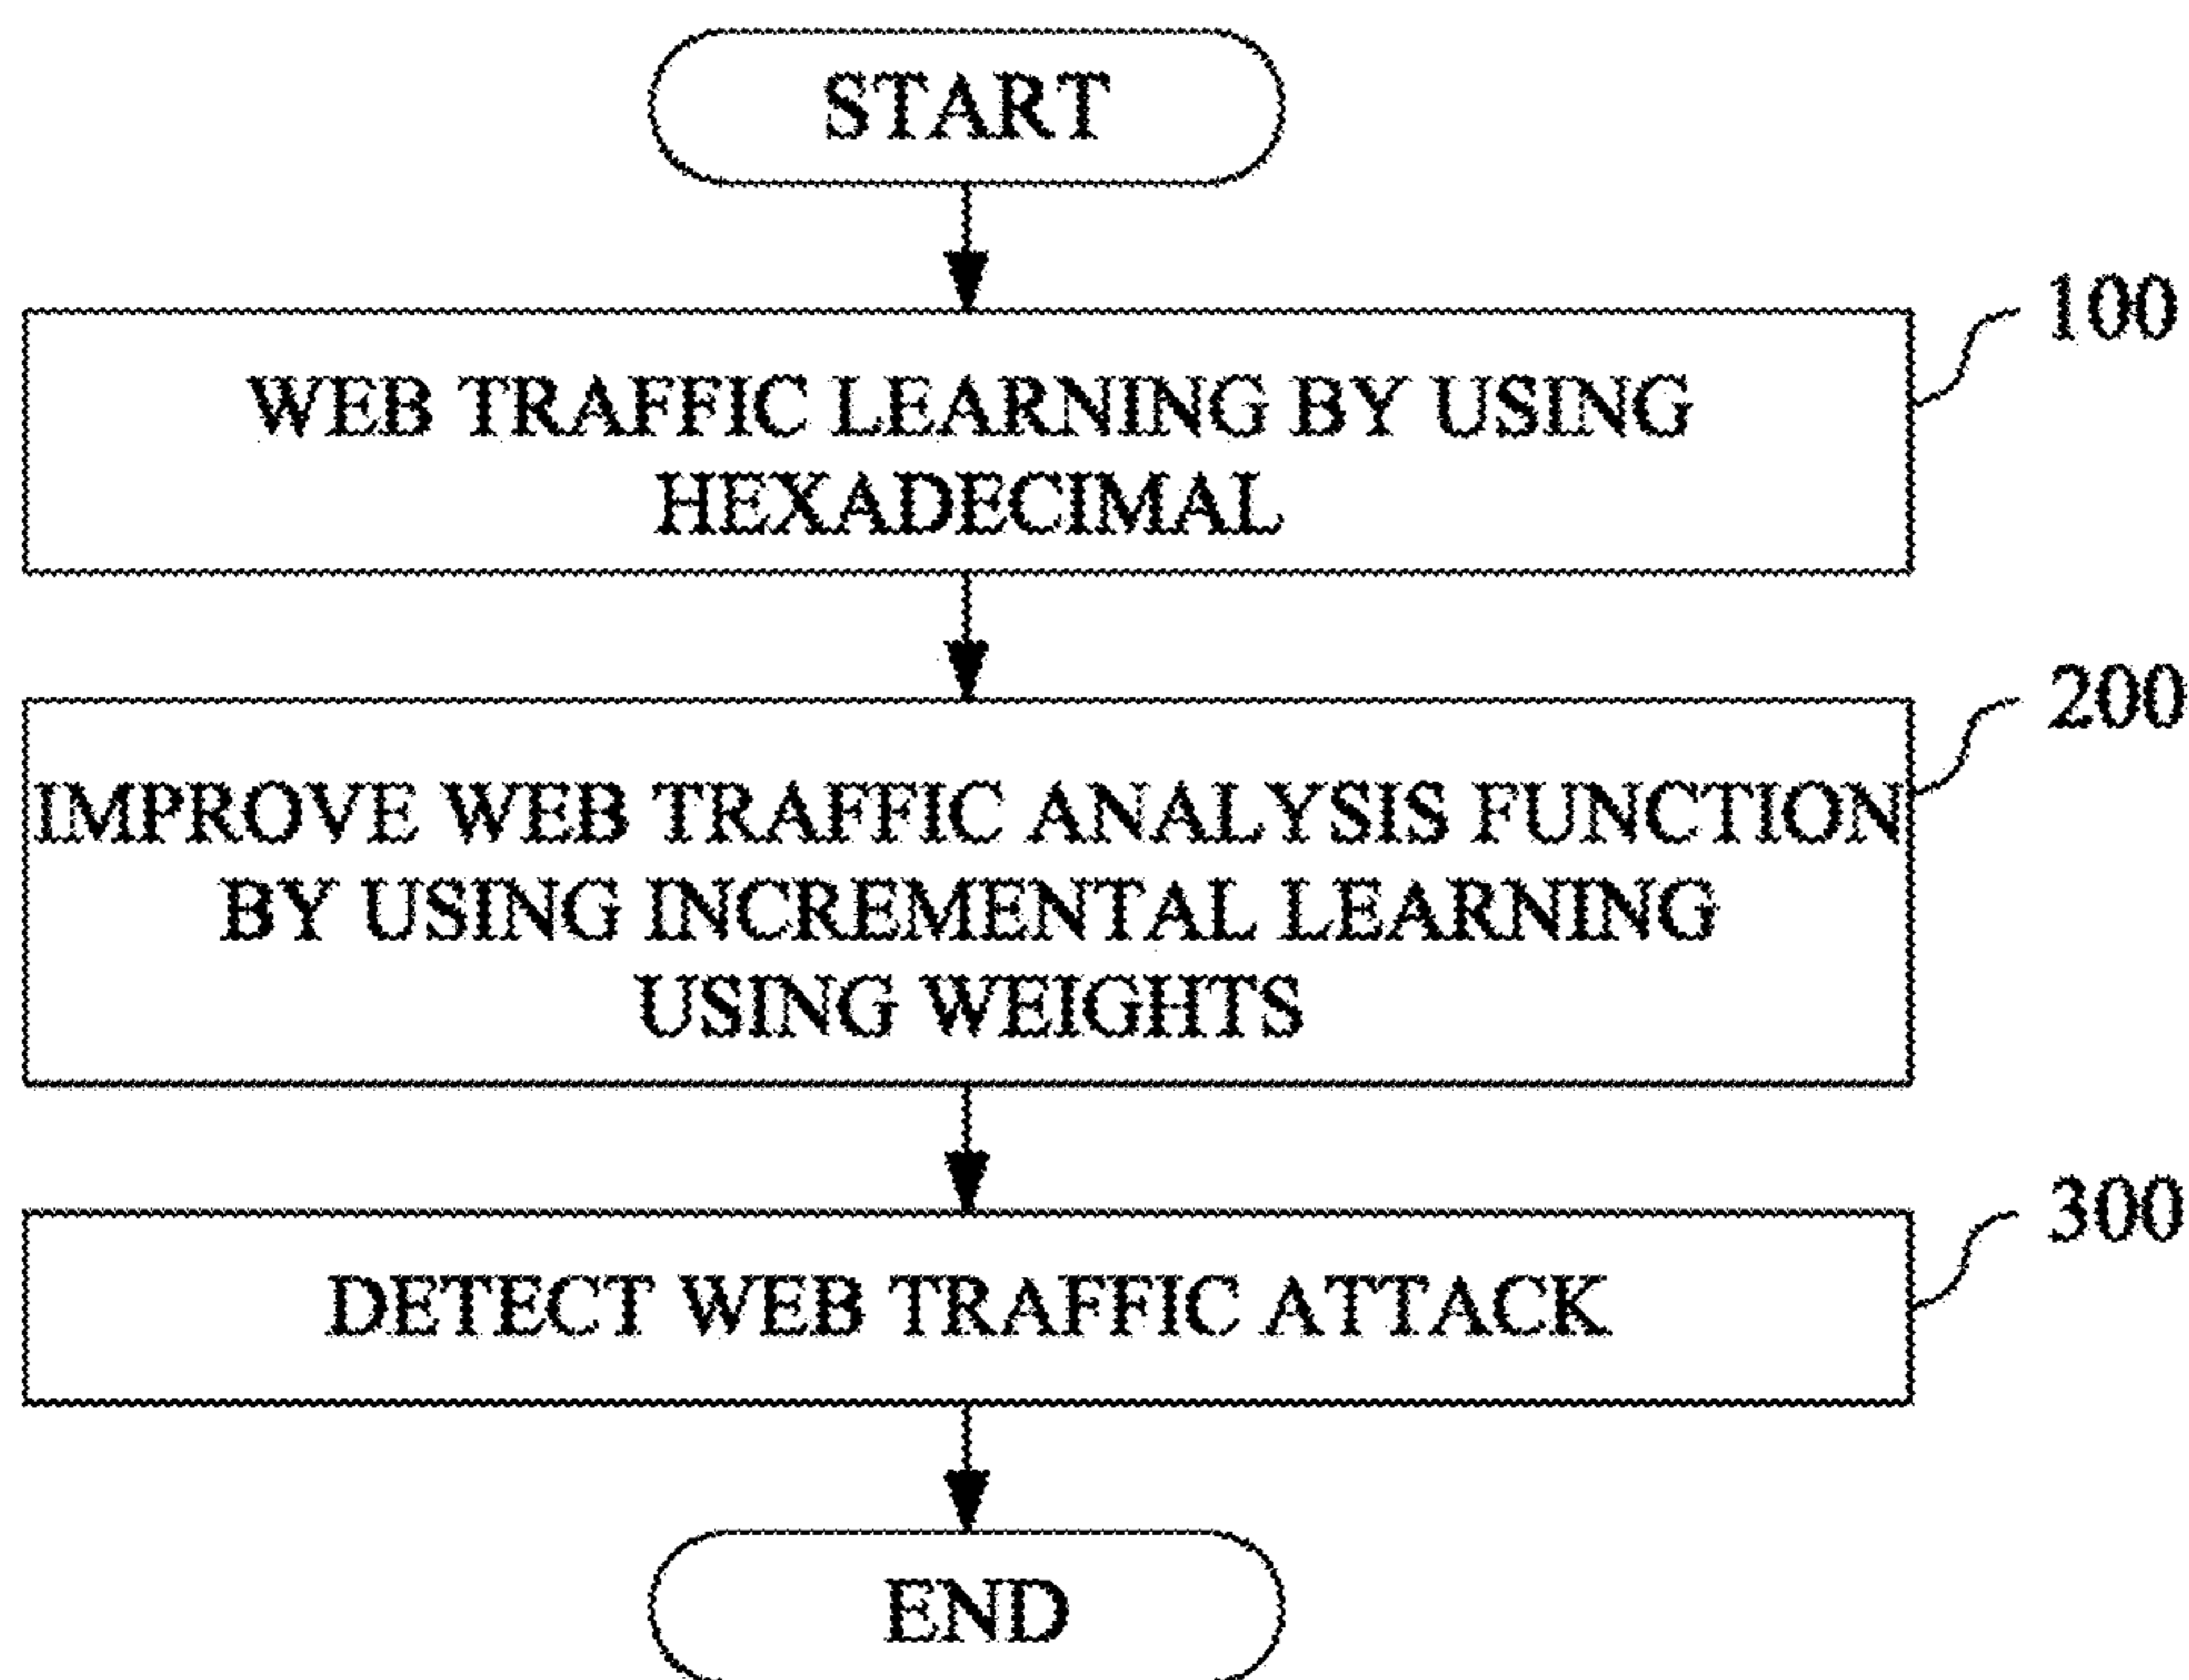 START
100
WEB TRAFFIC LEARNING BY USING
HEXADECIMAL
200
IMPROVE WEB TRAFFIC ANALYSIS FUNCTION
BY USING INCREMENTAL LEARNING
USING WEIGHTS
300
DETECT WEB TRAFFIC ATTACK
END